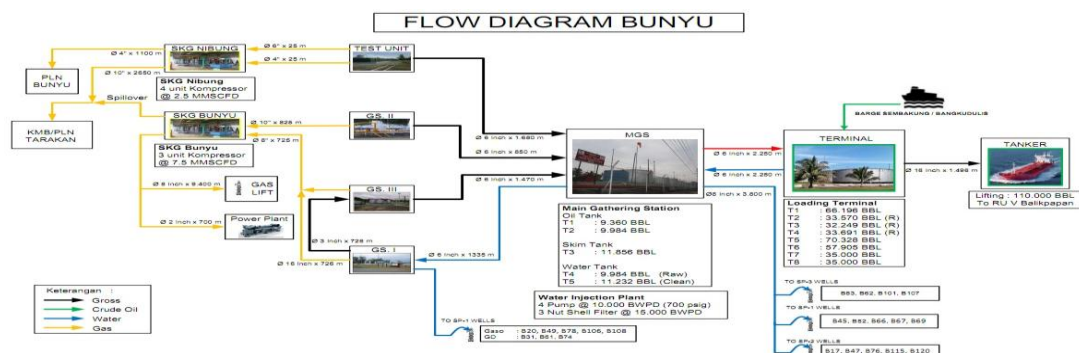 FLOW DIAGRAM BUNYU
SKG NIBUNG
Ø 6" x 25 m
TEST UNIT
Ø 4" x 1100 m
Ø 4" x 25 m
PLN
BUNYU
Ø 10" x 2650 m
SKG Nibung
4 unit Kompressor
@ 2.5 MMSCFD
Spillover
KMB/PLN
TARAKAN
SKG BUNYU
Ø 10" x 828 m
GS. II
Ø 8" x 725 m
SKG Bunyu
3 unit Kompressor
@ 7.5 MMSCFD
Ø 8 Inch x 9.400 m
GAS
LIFT
Ø 2 Inch x 700 m
Power Plant
GS. III
Ø 3 Inch x 728 m
GS. I
Ø 16 Inch x 726 m
Ø 6 Inch x 1.680 m
Ø 6 Inch x 850 m
Ø 6 Inch x 1.470 m
Ø 6 Inch x 1335 m
MGS
Main Gathering Station
Oil Tank
T1 : 9.360 BBL
T2 : 9.984 BBL
Skim Tank
T3 : 11.856 BBL
Water Tank
T4 : 9.984 BBL (Raw)
T5 : 11.232 BBL (Clean)
Water Injection Plant
4 Pump @ 10.000 BWPD (700 psig)
3 Nut Shell Filter @ 15.000 BWPD
Ø 6 Inch x 2.250 m
Ø 6 Inch x 2.250 m
Ø8 Inch x 3.800 m
BARGE SEMBAKUNG / BANGKUDULIS
TERMINAL
Loading Terminal
T1 : 66.196 BBL
T2 : 33.570 BBL (R)
T3 : 32.249 BBL (R)
T4 : 33.691 BBL (R)
T5 : 70.328 BBL
T6 : 57.905 BBL
T7 : 35.000 BBL
T8 : 35.000 BBL
Ø 16 Inch x 1.498 m
TANKER
Lifting : 110.000 BBL
To RU V Balikpapan
Keterangan :
Gross
Crude Oil
Water
Gas
TO SPv1 WELLS
Gaso : B20, B49, B78, B106, B108
GD : B31, B61, B74
TO SPv3 WELLS
B63, B62, B101, B107
TO SPv1 WELLS
B45, B82, B66, B67, B69
TO SPv2 WELLS
B17, B47, B76, B115, B120